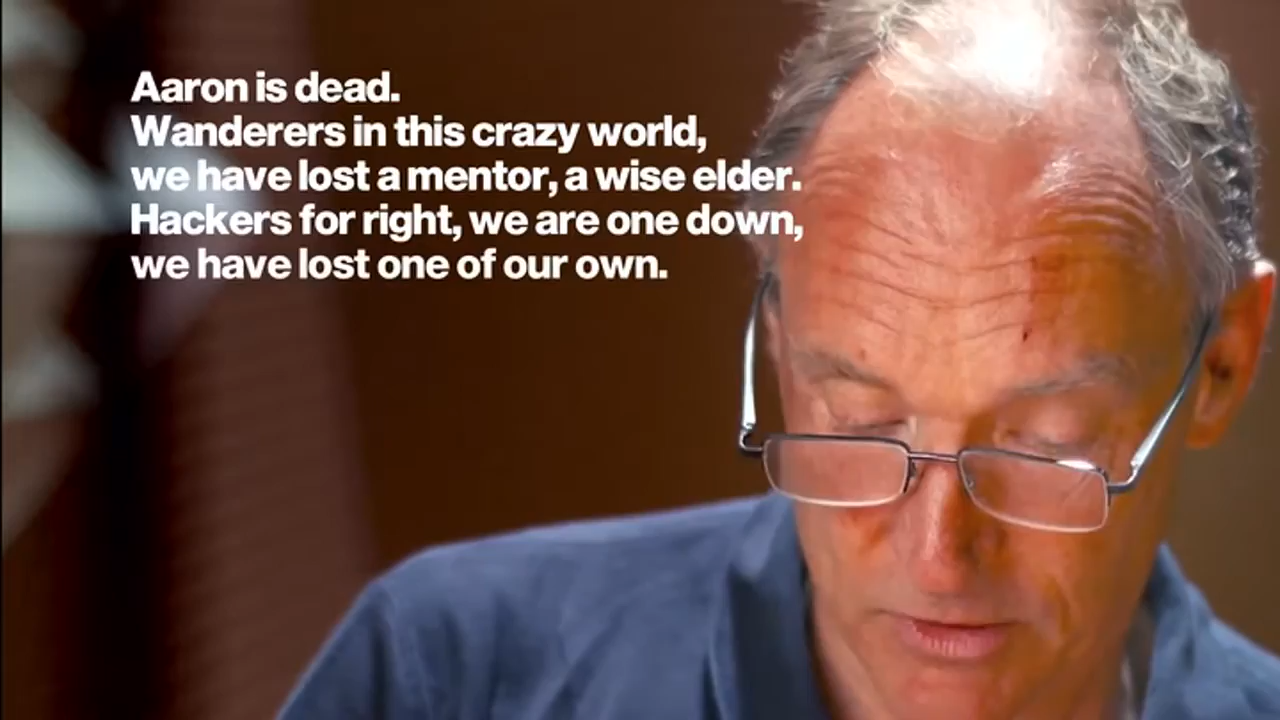 Aaron is dead.
Wanderers in this crazy world,
we have lost a mentor, a wise elder.
Hackers for right, we are one down,
we have lost one of our own.